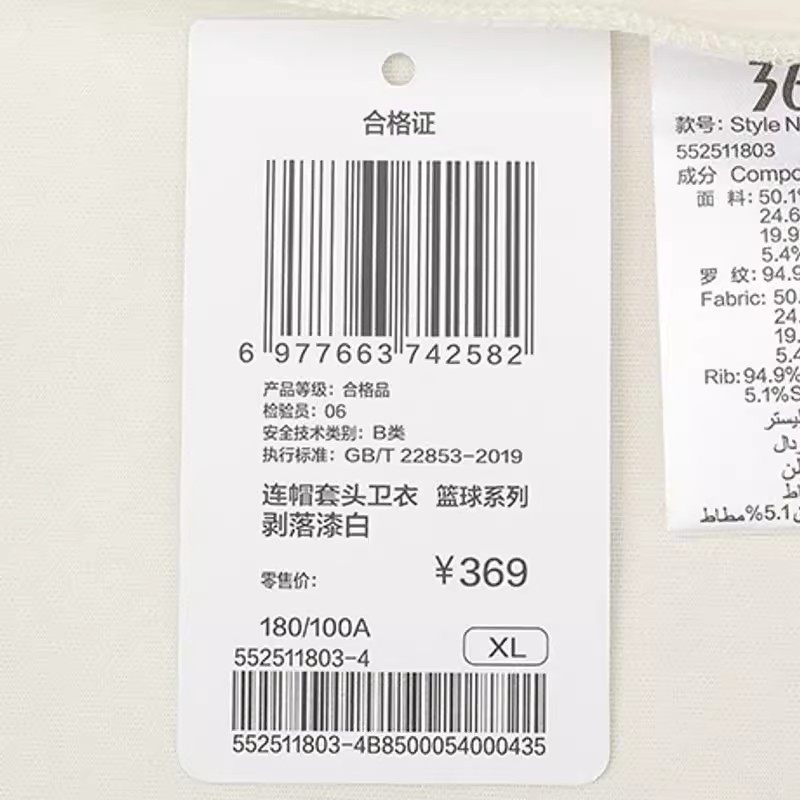 合格证
6 977663 742582
产品等级: 合格品
检验员: 06
安全技术类别: B类
执行标准: GB/T 22853-2019
连帽套头卫衣 篮球系列
剥落漆白
零售价: ¥369
180/100A
552511803-4 XL
552511803-4B8500054000435
36
款号: Style N
552511803
成分 Compo
面 料: 50.1%
24.6
19.9
5.4%
罗 纹: 94.9
Fabric: 50.
24.
19.
5.4
Rib: 94.9%
5.1%S
5.1%مطاط